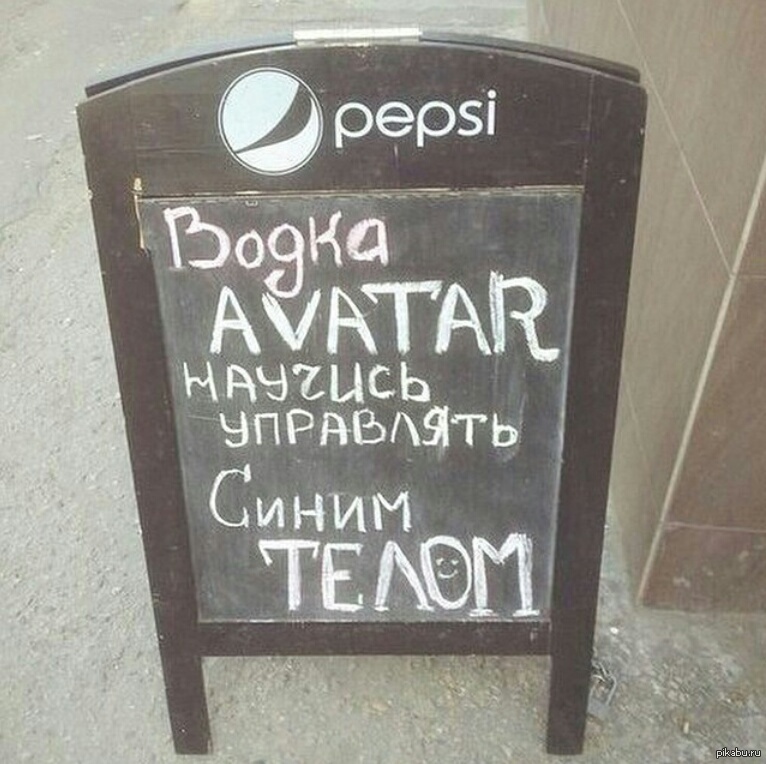 pepsi
Водка
AVATAR
научись
управлять
Синим
ТЕЛОМ
pikabu.ru